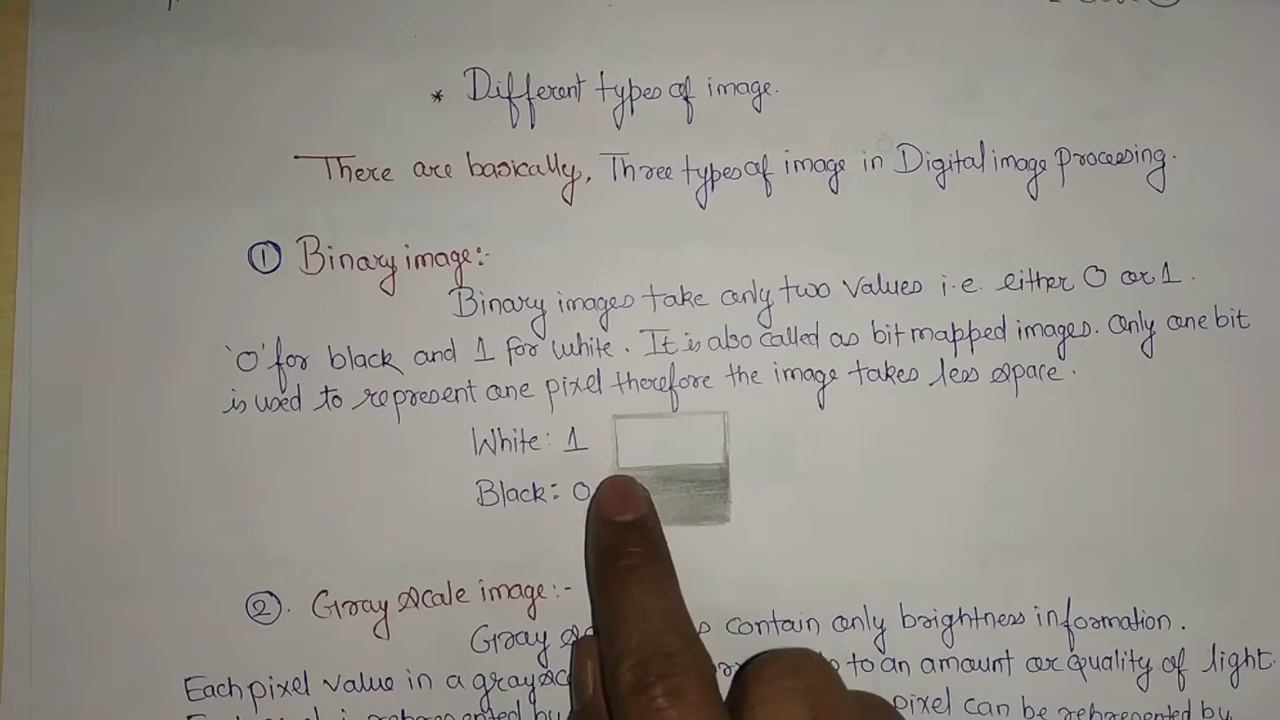 * Different types of image.
There are basically, Three types of image in Digital image processing.
① Binary image:-
Binary images take only two values i.e. either 0 or 1.
'0' for black and 1 for white. It is also called as bit mapped images. Only one bit
is used to represent one pixel therefore the image takes less space.
White: 1
Black: 0
②. Gray scale image:-
Gray contain only brightness information.
Each pixel value in a graysc to an amount or quality of light.
pixel can be represented by